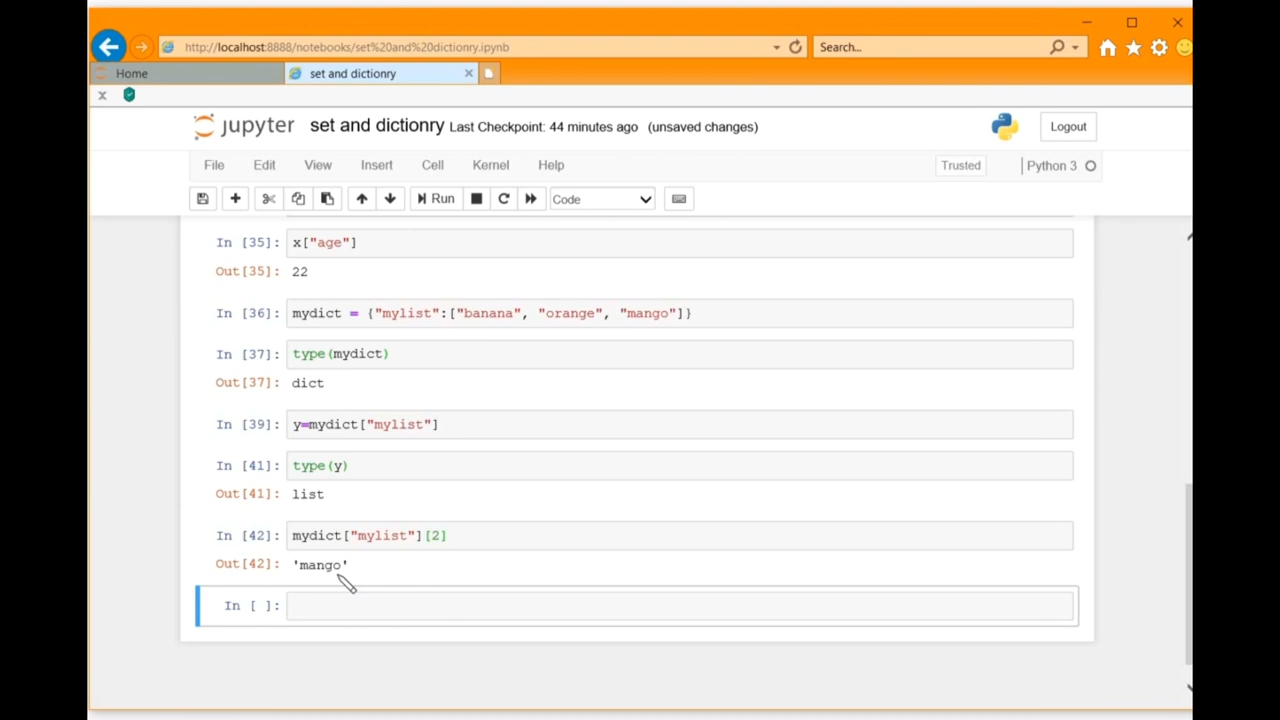 http://localhost:8888/notebooks/set%20and%20dictionry.ipynb
Search...
Home
set and dictionry
jupyter set and dictionry Last Checkpoint: 44 minutes ago (unsaved changes)
Logout
File Edit View Insert Cell Kernel Help
Trusted
Python 3
Run
Code
In [35]: x["age"]
Out[35]: 22
In [36]: mydict = {"mylist":["banana", "orange", "mango"]}
In [37]: type(mydict)
Out[37]: dict
In [39]: y=mydict["mylist"]
In [41]: type(y)
Out[41]: list
In [42]: mydict["mylist"][2]
Out[42]: 'mango'
In [ ]: